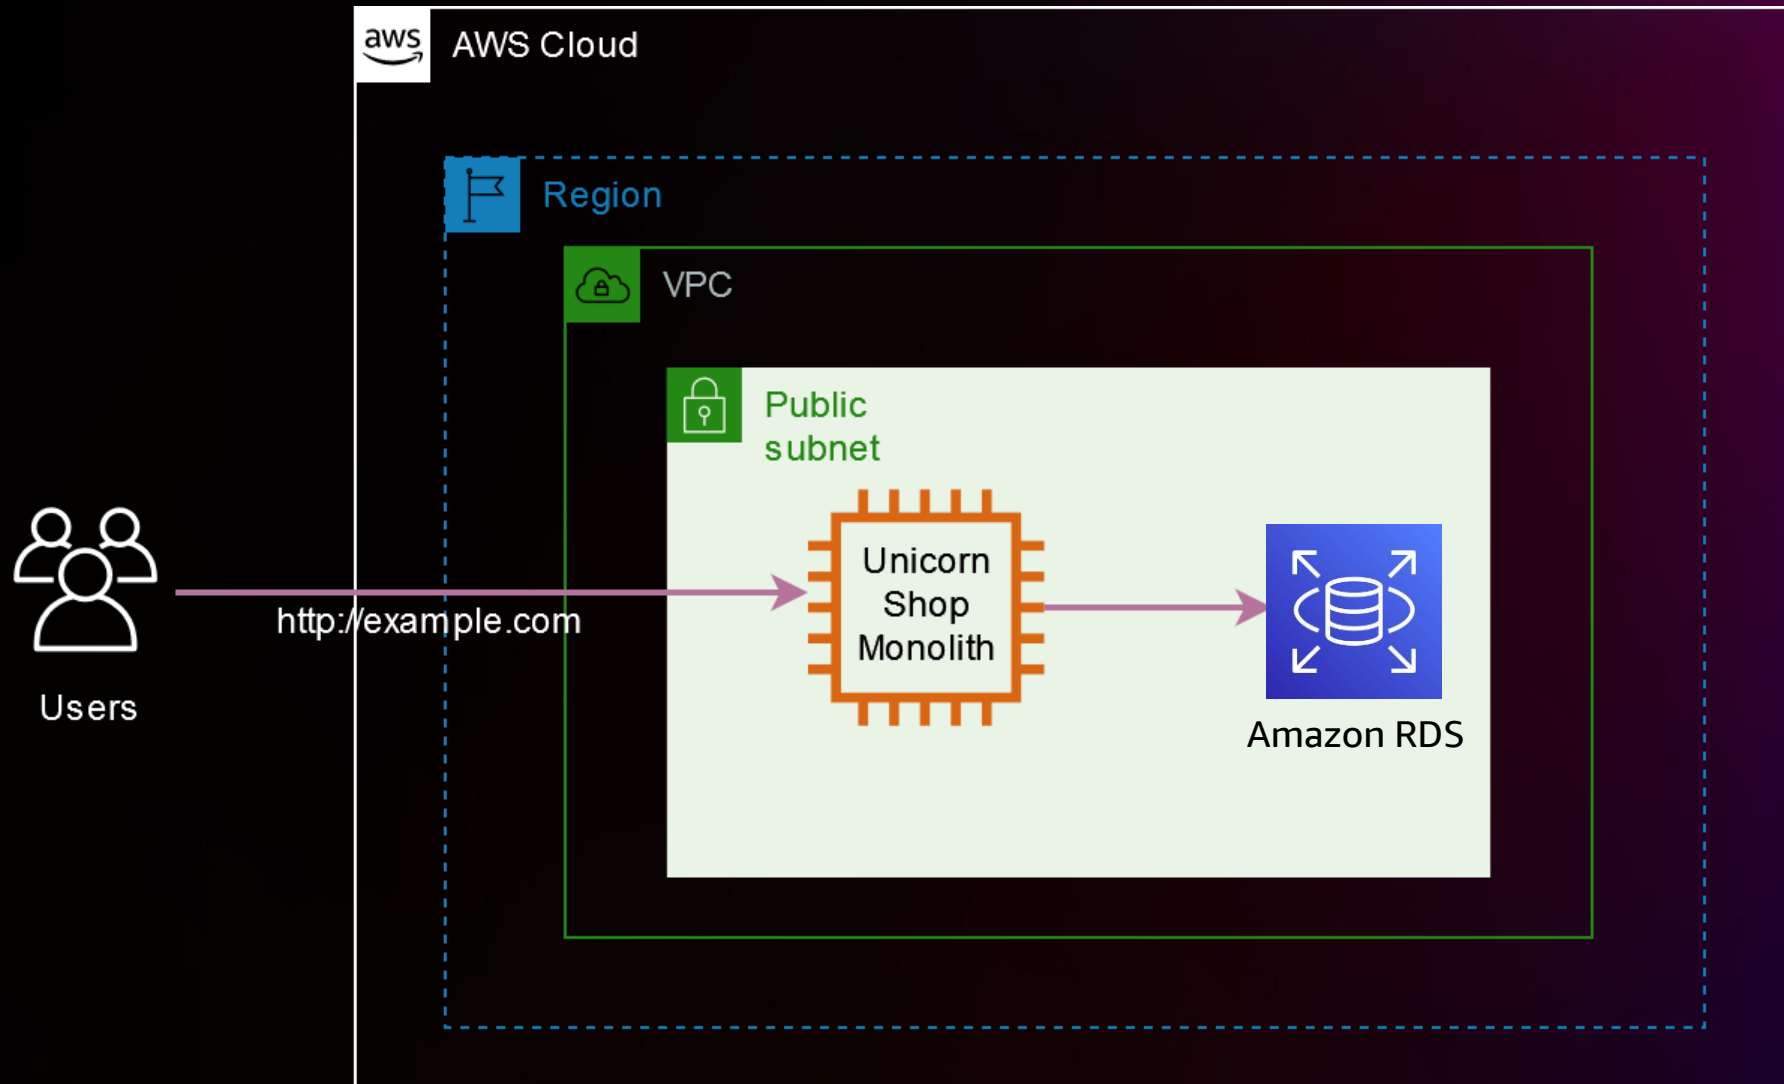 aws
AWS Cloud
Region
VPC
Public
subnet
Unicorn
Shop
Monolith
http://example.com
Users
Amazon RDS